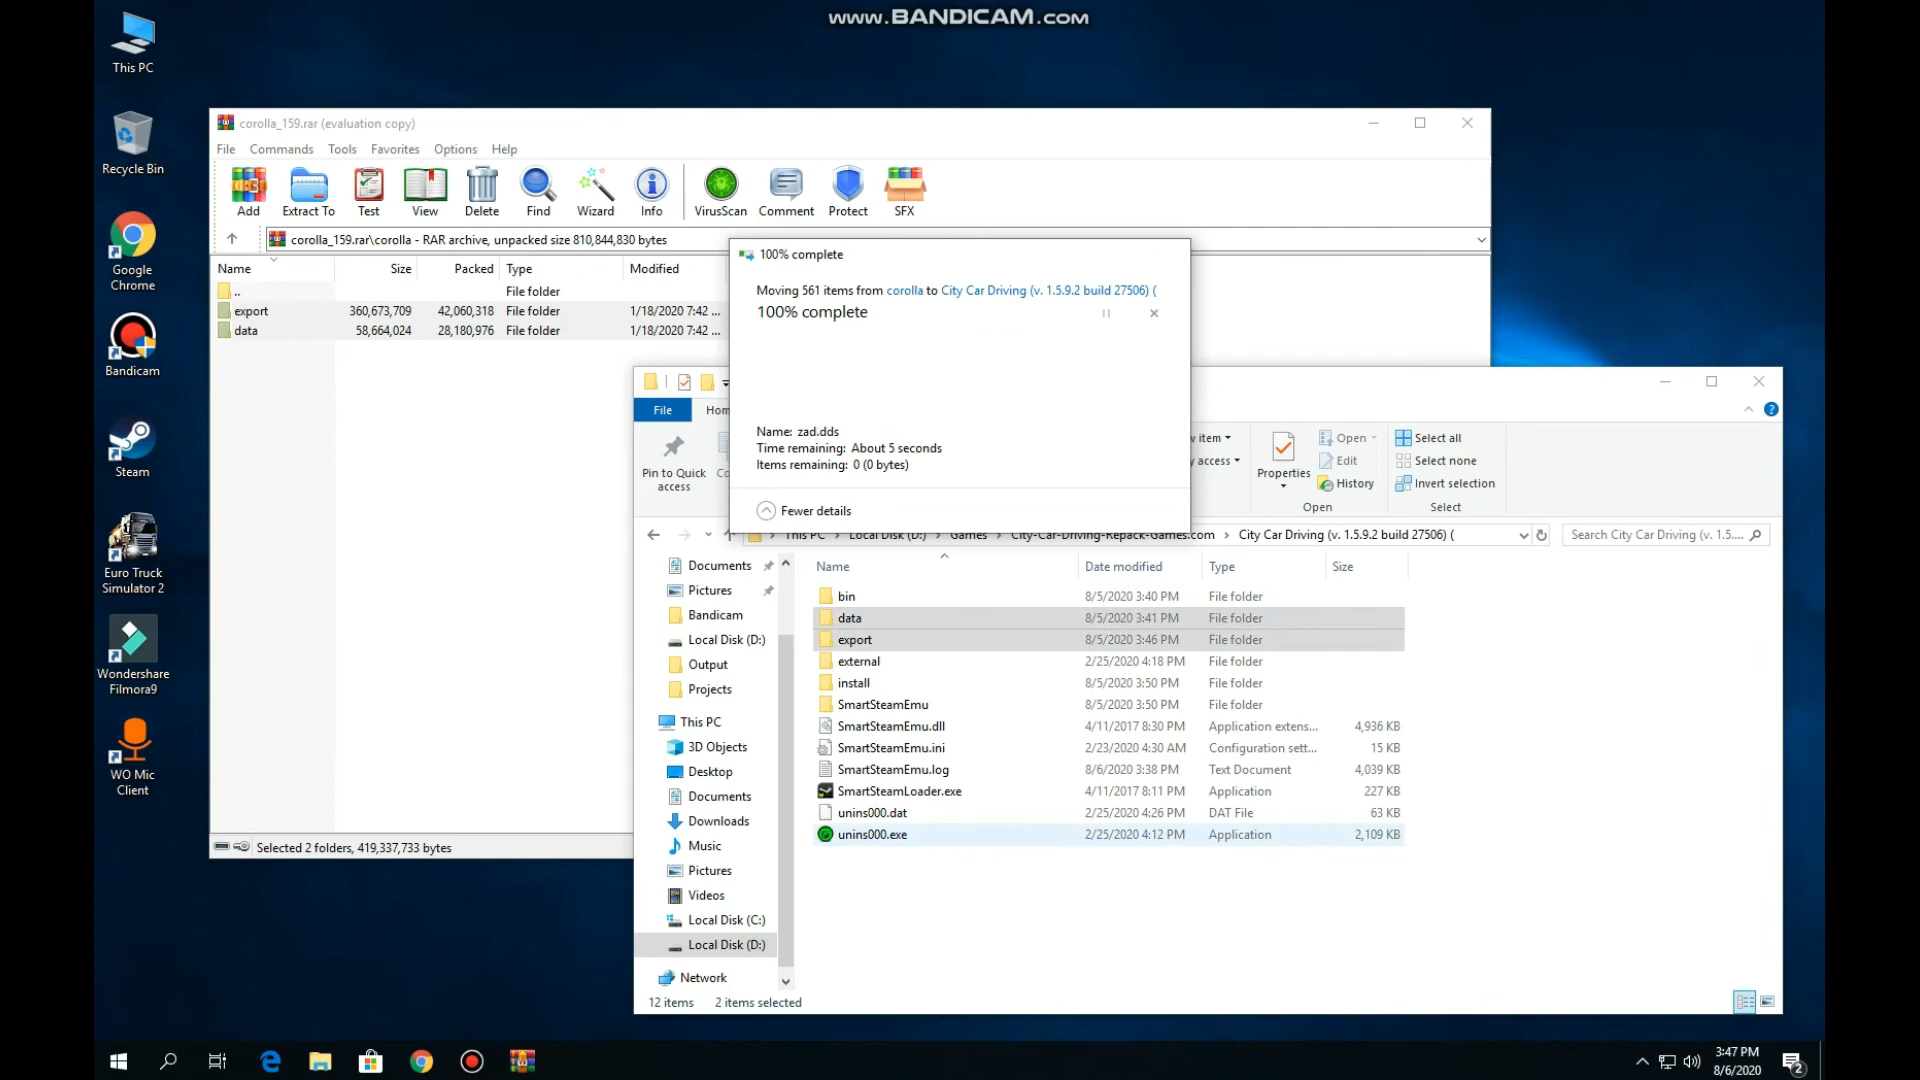 www.BANDICAM.com
This PC
Recycle Bin
Google
Chrome
Bandicam
Steam
Euro Truck
Simulator 2
Wondershare
Filmora9
WO Mic
Client
corolla_159.rar (evaluation copy)
File Commands Tools Favorites Options Help
Add Extract To Test View Delete Find Wizard Info VirusScan Comment Protect SFX
corolla_159.rar\corolla - RAR archive, unpacked size 810,844,830 bytes
Name Size Packed Type Modified
.. File folder
export 360,673,709 42,060,318 File folder 1/18/2020 7:42 ...
data 58,664,024 28,180,976 File folder 1/18/2020 7:42 ...
Selected 2 folders, 419,337,733 bytes
100% complete
Moving 561 items from corolla to City Car Driving (v. 1.5.9.2 build 27506) (
100% complete
Name: zad.dds
Time remaining: About 5 seconds
Items remaining: 0 (0 bytes)
Fewer details
File
Pin to Quick
access
Properties
Open
Edit
History
Open
Select all
Select none
Invert selection
Select
This PC > Local Disk (D:) > Games > City-Car-Driving-Repack-Games.com > City Car Driving (v. 1.5.9.2 build 27506) (
Search City Car Driving (v. 1.5....
Documents
Pictures
Bandicam
Local Disk (D:)
Output
Projects
This PC
3D Objects
Desktop
Documents
Downloads
Music
Pictures
Videos
Local Disk (C:)
Local Disk (D:)
Network
Name Date modified Type Size
bin 8/5/2020 3:40 PM File folder
data 8/5/2020 3:41 PM File folder
export 8/5/2020 3:46 PM File folder
external 2/25/2020 4:18 PM File folder
install 8/5/2020 3:50 PM File folder
SmartSteamEmu 8/5/2020 3:50 PM File folder
SmartSteamEmu.dll 4/11/2017 8:30 PM Application extens... 4,936 KB
SmartSteamEmu.ini 2/23/2020 4:30 AM Configuration sett... 15 KB
SmartSteamEmu.log 8/6/2020 3:38 PM Text Document 4,039 KB
SmartSteamLoader.exe 4/11/2017 8:11 PM Application 227 KB
unins000.dat 2/25/2020 4:26 PM DAT File 63 KB
unins000.exe 2/25/2020 4:12 PM Application 2,109 KB
12 items 2 items selected
3:47 PM
8/6/2020
2